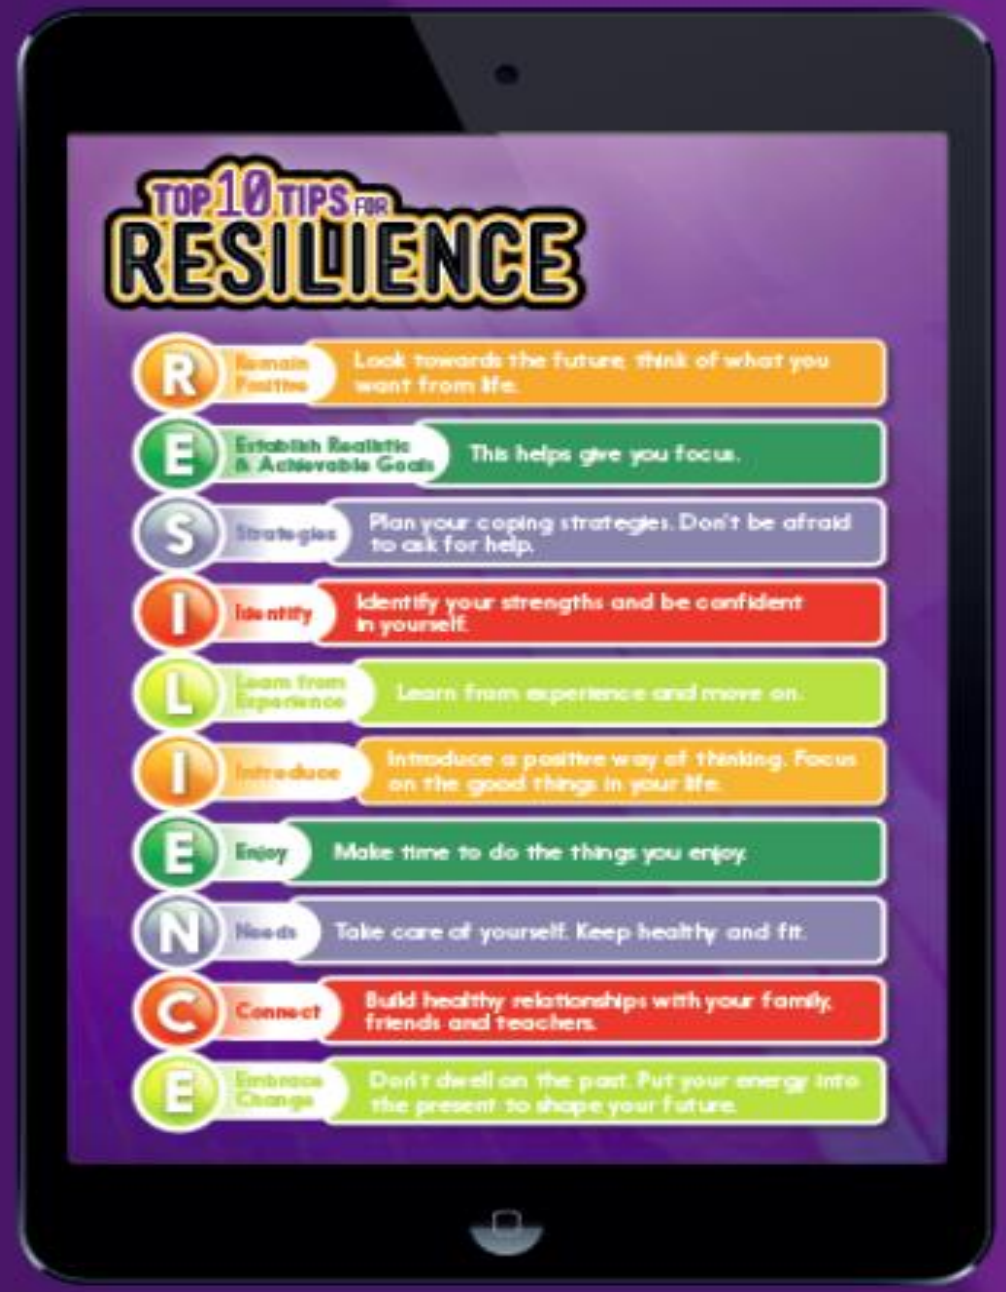 TOP 10 TIPS FOR
RESILIENCE
R
Remain
Positive
Look towards the future, think of what you
want from life.
E
Establish Realistic
& Achievable Goals
This helps give you focus.
S
Strategies
Plan your coping strategies. Don't be afraid
to ask for help.
I
Identify
Identify your strengths and be confident
in yourself.
L
Learn from
Experience
Learn from experience and move on.
I
Introduce
Introduce a positive way of thinking. Focus
on the good things in your life.
E
Enjoy
Make time to do the things you enjoy.
N
Needs
Take care of yourself. Keep healthy and fit.
C
Connect
Build healthy relationships with your family,
friends and teachers.
E
Embrace
Change
Don't dwell on the past. Put your energy into
the present to shape your future.